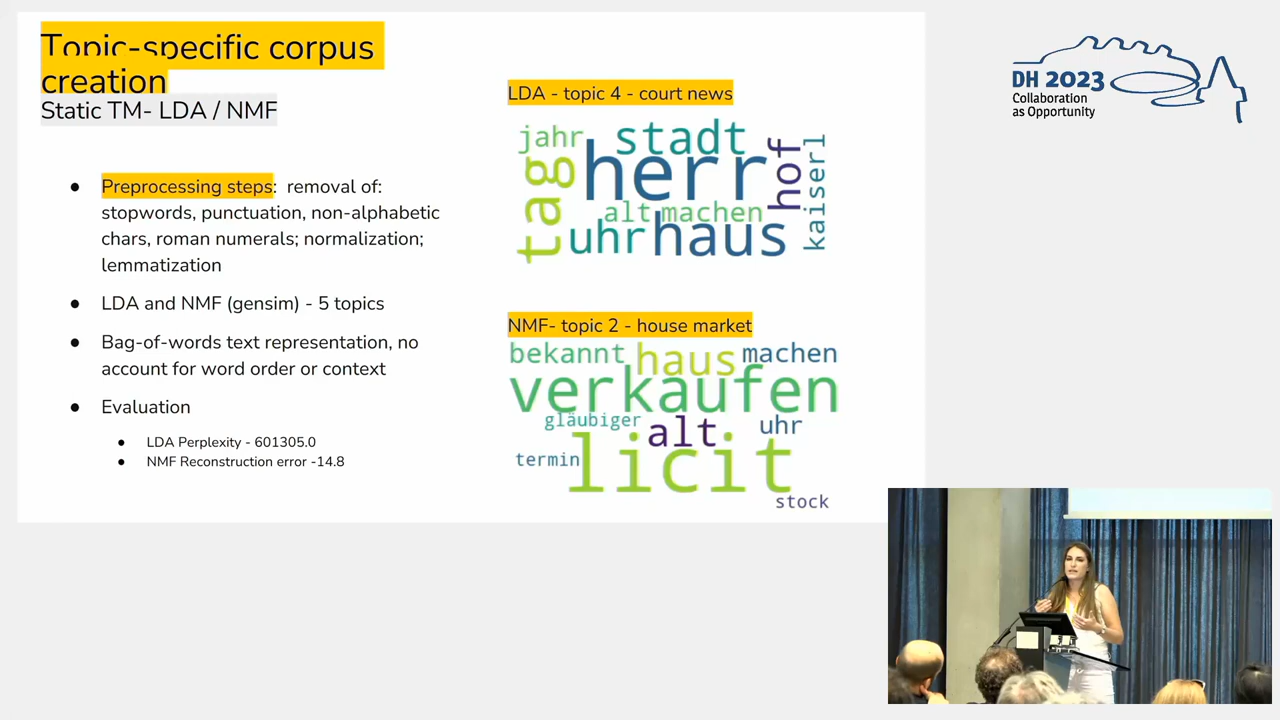 Topic-specific corpus
creation
Static TM- LDA / NMF
● Preprocessing steps: removal of:
stopwords, punctuation, non-alphabetic
chars, roman numerals; normalization;
lemmatization
● LDA and NMF (gensim) - 5 topics
● Bag-of-words text representation, no
account for word order or context
● Evaluation
● LDA Perplexity - 601305.0
● NMF Reconstruction error -14.8
LDA - topic 4 - court news
jahr
stadt
tag
herr
hof
kaiserl
alt
machen
uhr
haus
NMF- topic 2 - house market
bekannt
haus
machen
verkaufen
gläubiger
alt
uhr
termin
licit
stock
DH 2023
Collaboration
as Opportunity